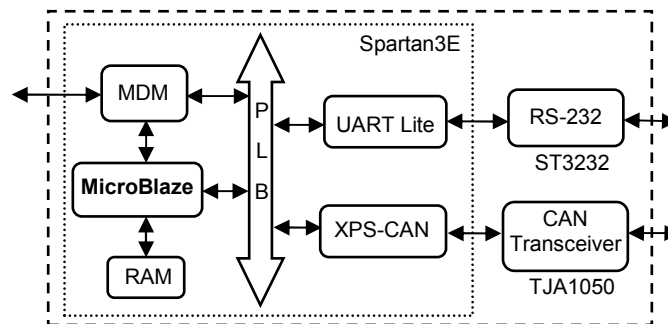 Spartan3E
MDM
P
L
B
UART Lite
RS-232
ST3232
MicroBlaze
XPS-CAN
CAN
Transceiver
TJA1050
RAM